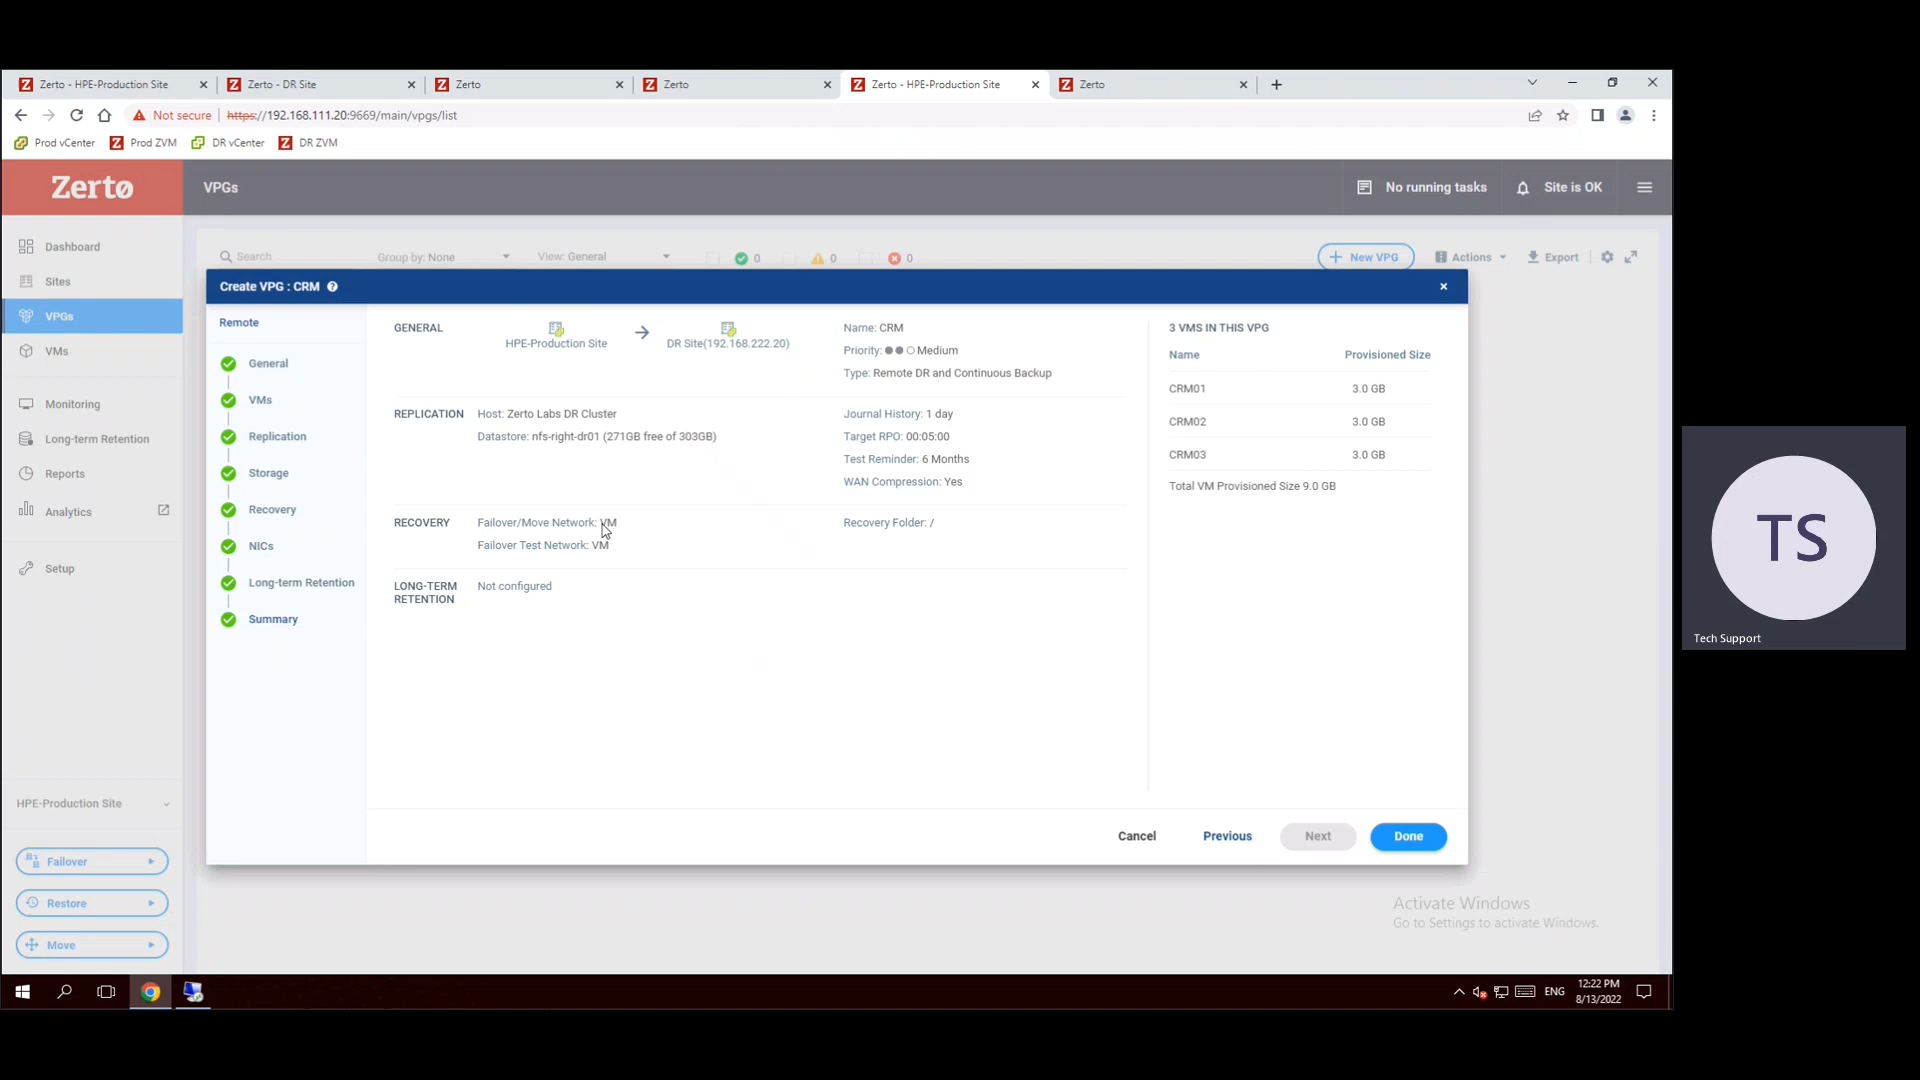 Zerto - HPE-Production Site
Zerto - DR Site
Zerto
Zerto
Zerto - HPE-Production Site
Zerto
Not secure https://192.168.111.20:9669/main/vpgs/list
Prod vCenter
Prod ZVM
DR vCenter
DR ZVM
Zerto
VPGs
No running tasks
Site is OK
Dashboard
Sites
VPGs
VMs
Monitoring
Long-term Retention
Reports
Analytics
Setup
HPE-Production Site
Failover
Restore
Move
Search
Group by: None
View: General
0
0
0
New VPG
Actions
Export
Create VPG : CRM
Remote
General
VMs
Replication
Storage
Recovery
NICs
Long-term Retention
Summary
GENERAL
HPE-Production Site
DR Site(192.168.222.20)
Name: CRM
Priority: Medium
Type: Remote DR and Continuous Backup
REPLICATION
Host: Zerto Labs DR Cluster
Datastore: nfs-right-dr01 (271GB free of 303GB)
Journal History: 1 day
Target RPO: 00:05:00
Test Reminder: 6 Months
WAN Compression: Yes
RECOVERY
Failover/Move Network: VM
Failover Test Network: VM
Recovery Folder: /
LONG-TERM
RETENTION
Not configured
3 VMS IN THIS VPG
Name Provisioned Size
CRM01 3.0 GB
CRM02 3.0 GB
CRM03 3.0 GB
Total VM Provisioned Size 9.0 GB
Cancel
Previous
Next
Done
Activate Windows
Go to Settings to activate Windows.
ENG
12:22 PM
8/13/2022
TS
Tech Support